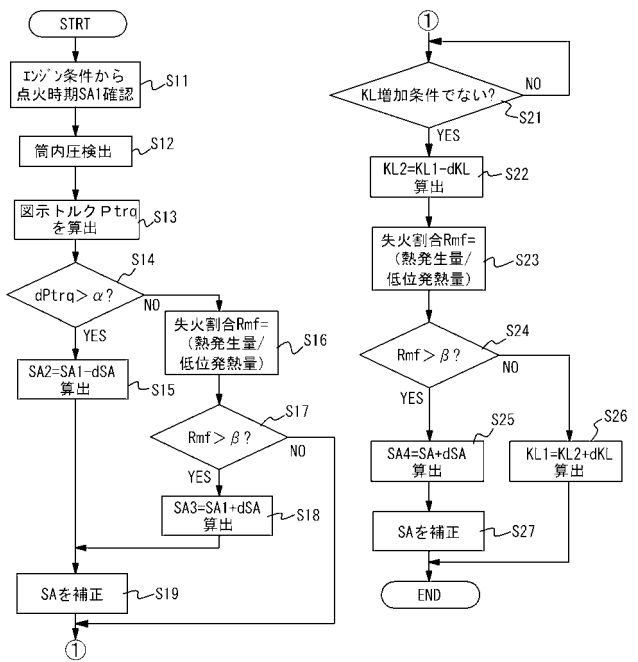 STRT
ｴﾝｼﾞﾝ条件から
点火時期SA1確認
S11
筒内圧検出
S12
図示トルクPtrq
を算出
S13
S14
dPtrq＞α?
NO
YES
SA2=SA1-dSA
算出
S15
失火割合Rmf=
(熱発生量/
低位発熱量)
S16
S17
Rmf＞β?
NO
YES
SA3=SA1+dSA
算出
S18
SAを補正
S19
①
①
KL増加条件でない?
NO
S21
YES
KL2=KL1-dKL
算出
S22
失火割合Rmf=
(熱発生量/
低位発熱量)
S23
S24
Rmf＞β?
NO
YES
S25
SA4=SA+dSA
算出
S26
KL1=KL2+dKL
算出
SAを補正
S27
END